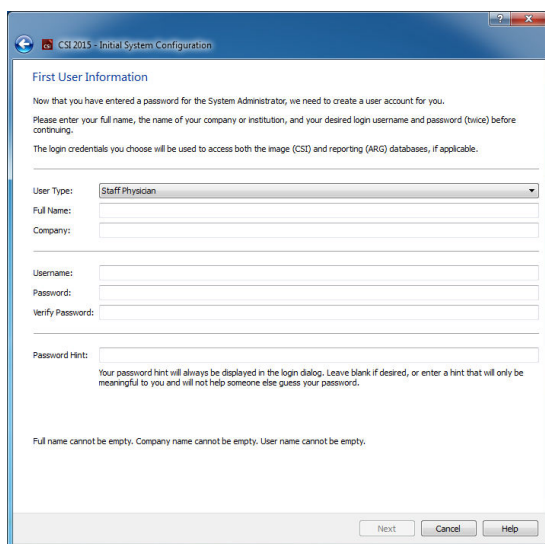 ? X
CSI 2015 - Initial System Configuration
First User Information
Now that you have entered a password for the System Administrator, we need to create a user account for you.
Please enter your full name, the name of your company or institution, and your desired login username and password (twice) before
continuing.
The login credentials you choose will be used to access both the image (CSI) and reporting (ARG) databases, if applicable.
User Type: Staff Physician
Full Name:
Company:
Username:
Password:
Verify Password:
Password Hint:
Your password hint will always be displayed in the login dialog. Leave blank if desired, or enter a hint that will only be
meaningful to you and will not help someone else guess your password.
Full name cannot be empty. Company name cannot be empty. User name cannot be empty.
Next Cancel Help